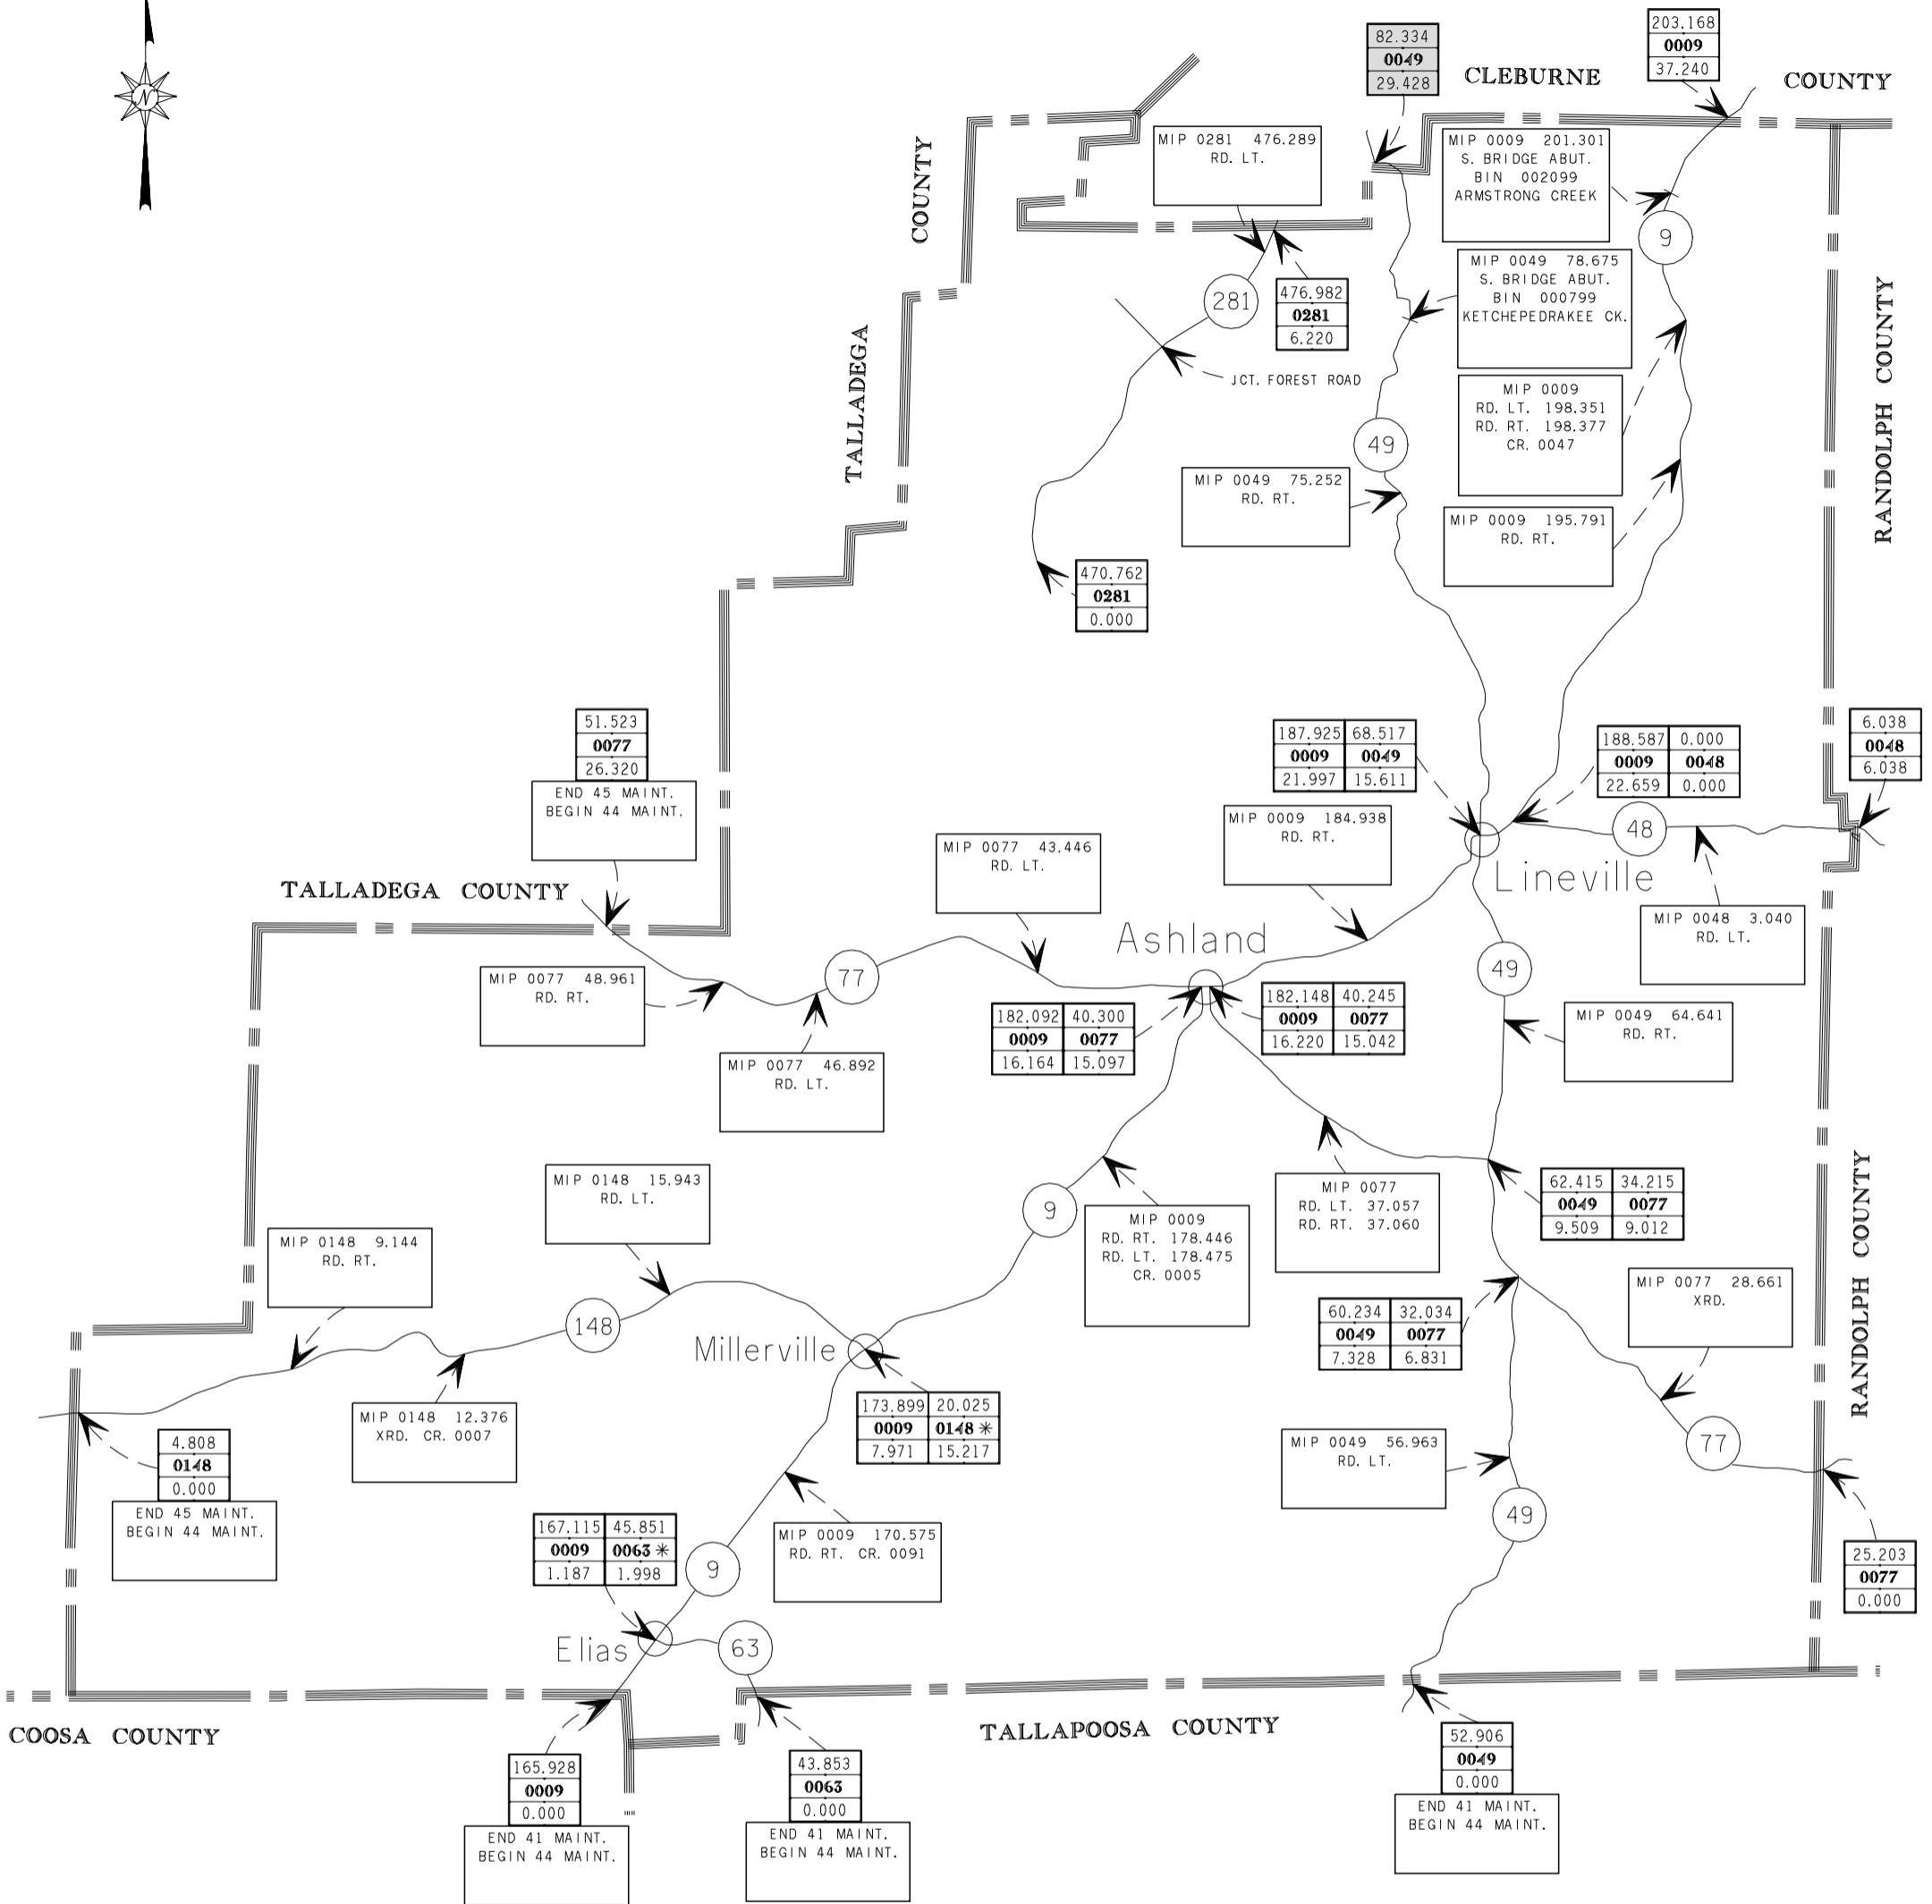 N
82.334
0049
29.428
203.168
0009
37.240
CLEBURNE COUNTY
MIP 0281 476.289
RD. LT.
MIP 0009 201.301
S. BRIDGE ABUT.
BIN 002099
ARMSTRONG CREEK
9
COUNTY
TALLADEGA
281
476.982
0281
6.220
MIP 0049 78.675
S. BRIDGE ABUT.
BIN 000799
KETCHEPEDRAKEE CK.
RANDOLPH COUNTY
JCT. FOREST ROAD
MIP 0009
RD. LT. 198.351
RD. RT. 198.377
CR. 0047
49
MIP 0049 75.252
RD. RT.
MIP 0009 195.791
RD. RT.
470.762
0281
0.000
51.523
0077
26.320
END 45 MAINT.
BEGIN 44 MAINT.
187.925 68.517
0009 0049
21.997 15.611
188.587 0.000
0009 0048
22.659 0.000
6.038
0048
6.038
MIP 0009 184.938
RD. RT.
48
MIP 0077 43.446
RD. LT.
Lineville
TALLADEGA COUNTY
MIP 0048 3.040
RD. LT.
Ashland
77
49
MIP 0077 48.961
RD. RT.
182.092 40.300
0009 0077
16.164 15.097
182.148 40.245
0009 0077
16.220 15.042
MIP 0049 64.641
RD. RT.
MIP 0077 46.892
RD. LT.
MIP 0148 15.943
RD. LT.
9
MIP 0009
RD. RT. 178.446
RD. LT. 178.475
CR. 0005
MIP 0077
RD. LT. 37.057
RD. RT. 37.060
62.415 34.215
0049 0077
9.509 9.012
RANDOLPH COUNTY
MIP 0148 9.144
RD. RT.
148
Millerville
60.234 32.034
0049 0077
7.328 6.831
MIP 0077 28.661
XRD.
MIP 0148 12.376
XRD. CR. 0007
173.899 20.025
0009 0148 *
7.971 15.217
4.808
0148
0.000
END 45 MAINT.
BEGIN 44 MAINT.
MIP 0049 56.963
RD. LT.
77
49
167.115 45.851
0009 0063 *
1.187 1.998
9
MIP 0009 170.575
RD. RT. CR. 0091
25.203
0077
0.000
Elias
63
COOSA COUNTY
TALLAPOOSA COUNTY
165.928
0009
0.000
END 41 MAINT.
BEGIN 44 MAINT.
43.853
0063
0.000
END 41 MAINT.
BEGIN 44 MAINT.
52.906
0049
0.000
END 41 MAINT.
BEGIN 44 MAINT.